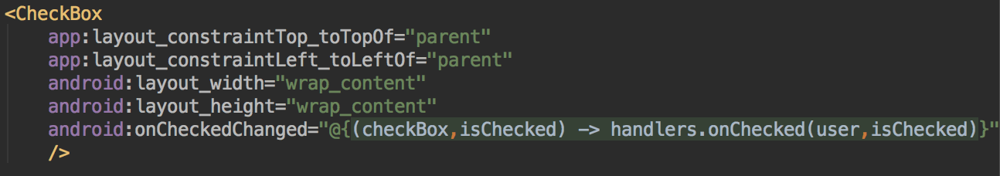 <CheckBox
app:layout_constraintTop_toTopOf="parent"
app:layout_constraintLeft_toLeftOf="parent"
android:layout_width="wrap_content"
android:layout_height="wrap_content"
android:onCheckedChanged="@{(checkBox,isChecked) -> handlers.onChecked(user,isChecked)}"
/>